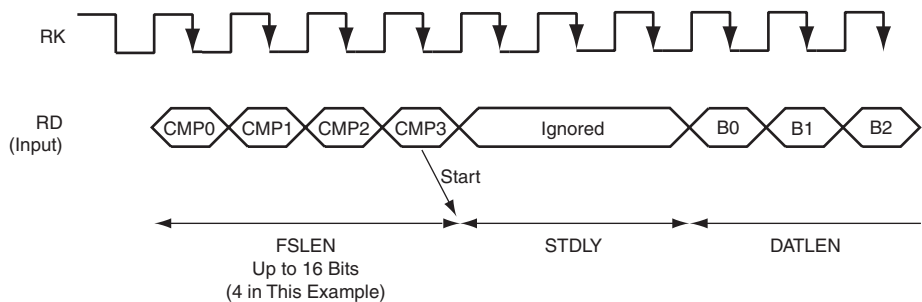 RK
RD
(Input)
CMP0 CMP1 CMP2 CMP3 Ignored B0 B1 B2
Start
FSLEN
Up to 16 Bits
(4 in This Example)
STDLY
DATLEN